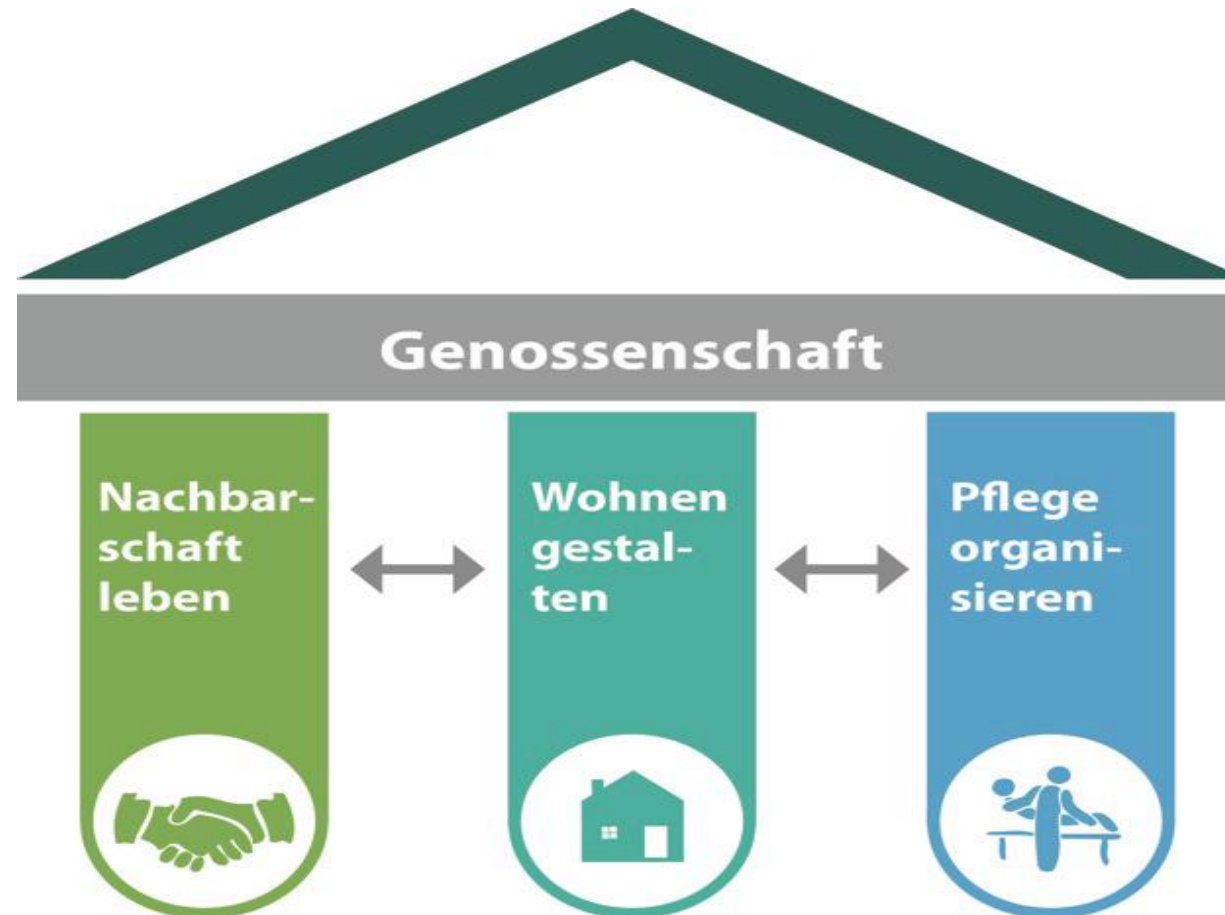 Genossenschaft
Nachbar-
schaft
leben
Wohnen
gestal-
ten
Pflege
organi-
sieren